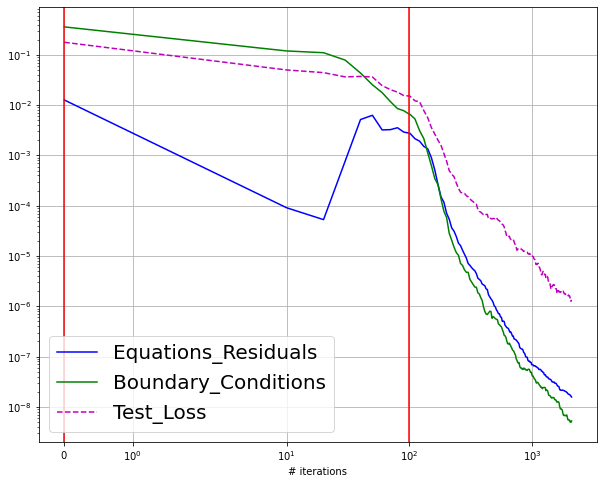 10⁻¹
10⁻²
10⁻³
10⁻⁴
10⁻⁵
10⁻⁶
10⁻⁷
10⁻⁸
Equations_Residuals
Boundary_Conditions
Test_Loss
0 10⁰ 10¹ 10² 10³
# iterations